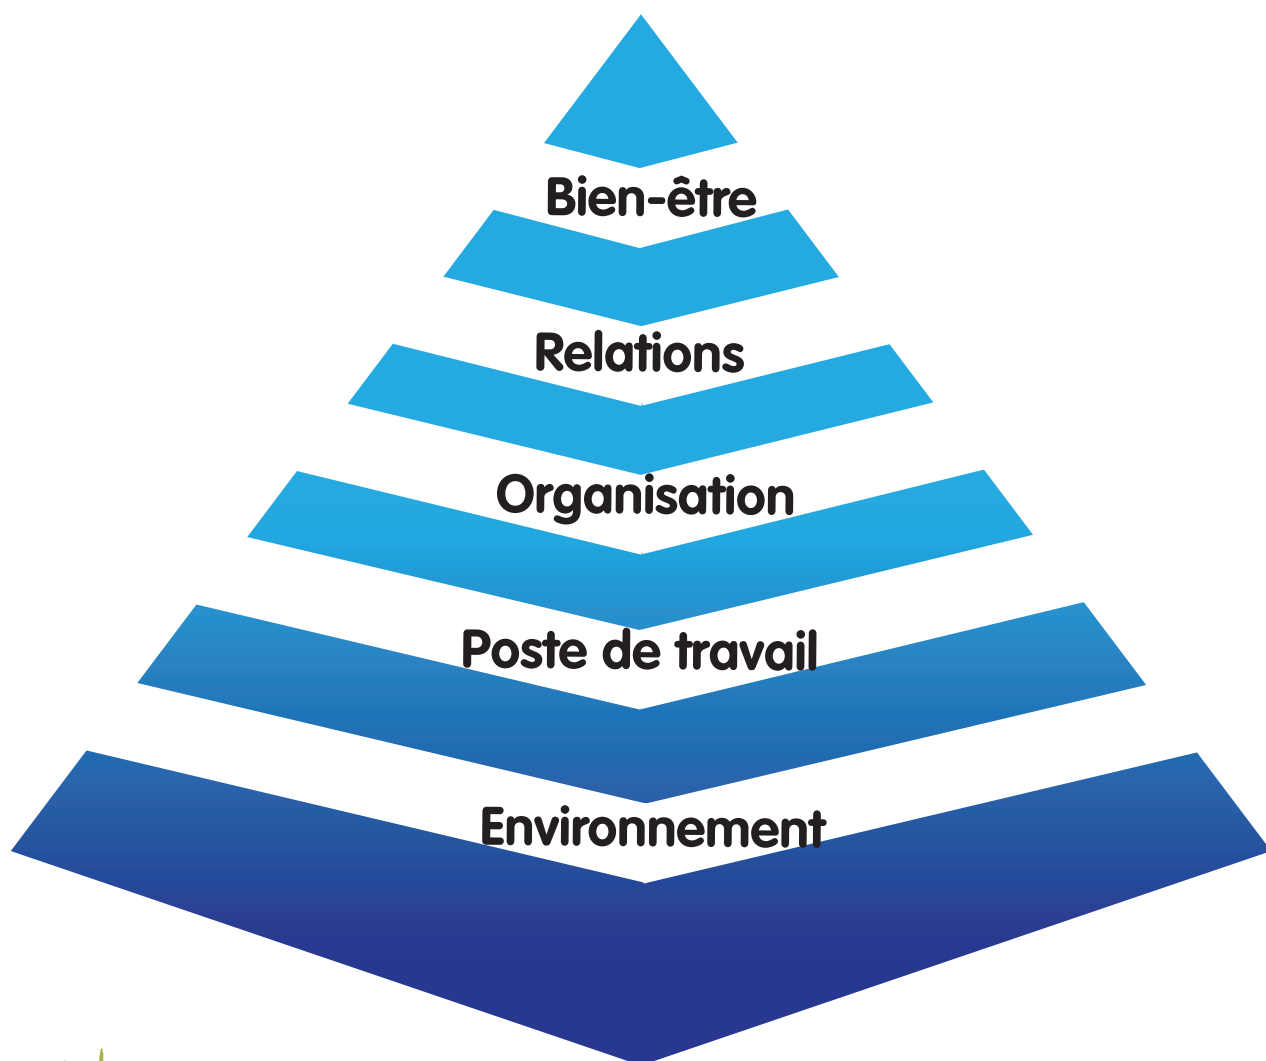 Bien-être
Relations
Organisation
Poste de travail
Environnement